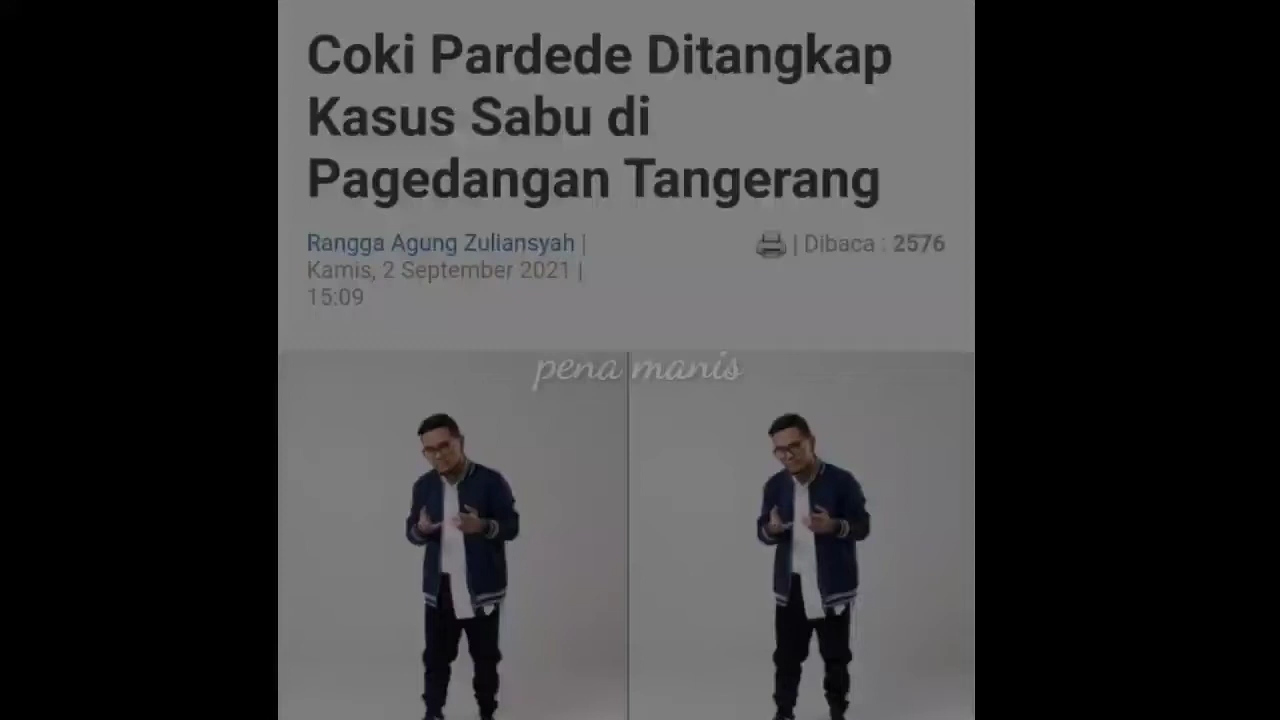 Coki Pardede Ditangkap
Kasus Sabu di
Pagedangan Tangerang
Rangga Agung Zuliansyah |
Kamis, 2 September 2021 |
15:09
| Dibaca : 2576
pena manis